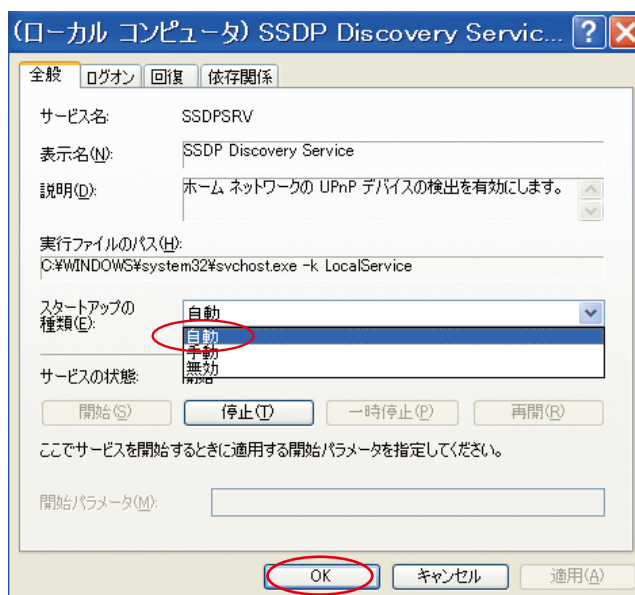 (ローカル コンピュータ) SSDP Discovery Servic...
全般 ログオン 回復 依存関係
サービス名: SSDPSRV
表示名(N): SSDP Discovery Service
説明(D): ホーム ネットワークの UPnP デバイスの検出を有効にします。
実行ファイルのパス(H):
C:¥WINDOWS¥system32¥svchost.exe -k LocalService
スタートアップの
種類(E): 自動
自動
手動
無効
サービスの状態: 開始
開始(S) 停止(T) 一時停止(P) 再開(R)
ここでサービスを開始するときに適用する開始パラメータを指定してください。
開始パラメータ(M):
OK キャンセル 適用(A)